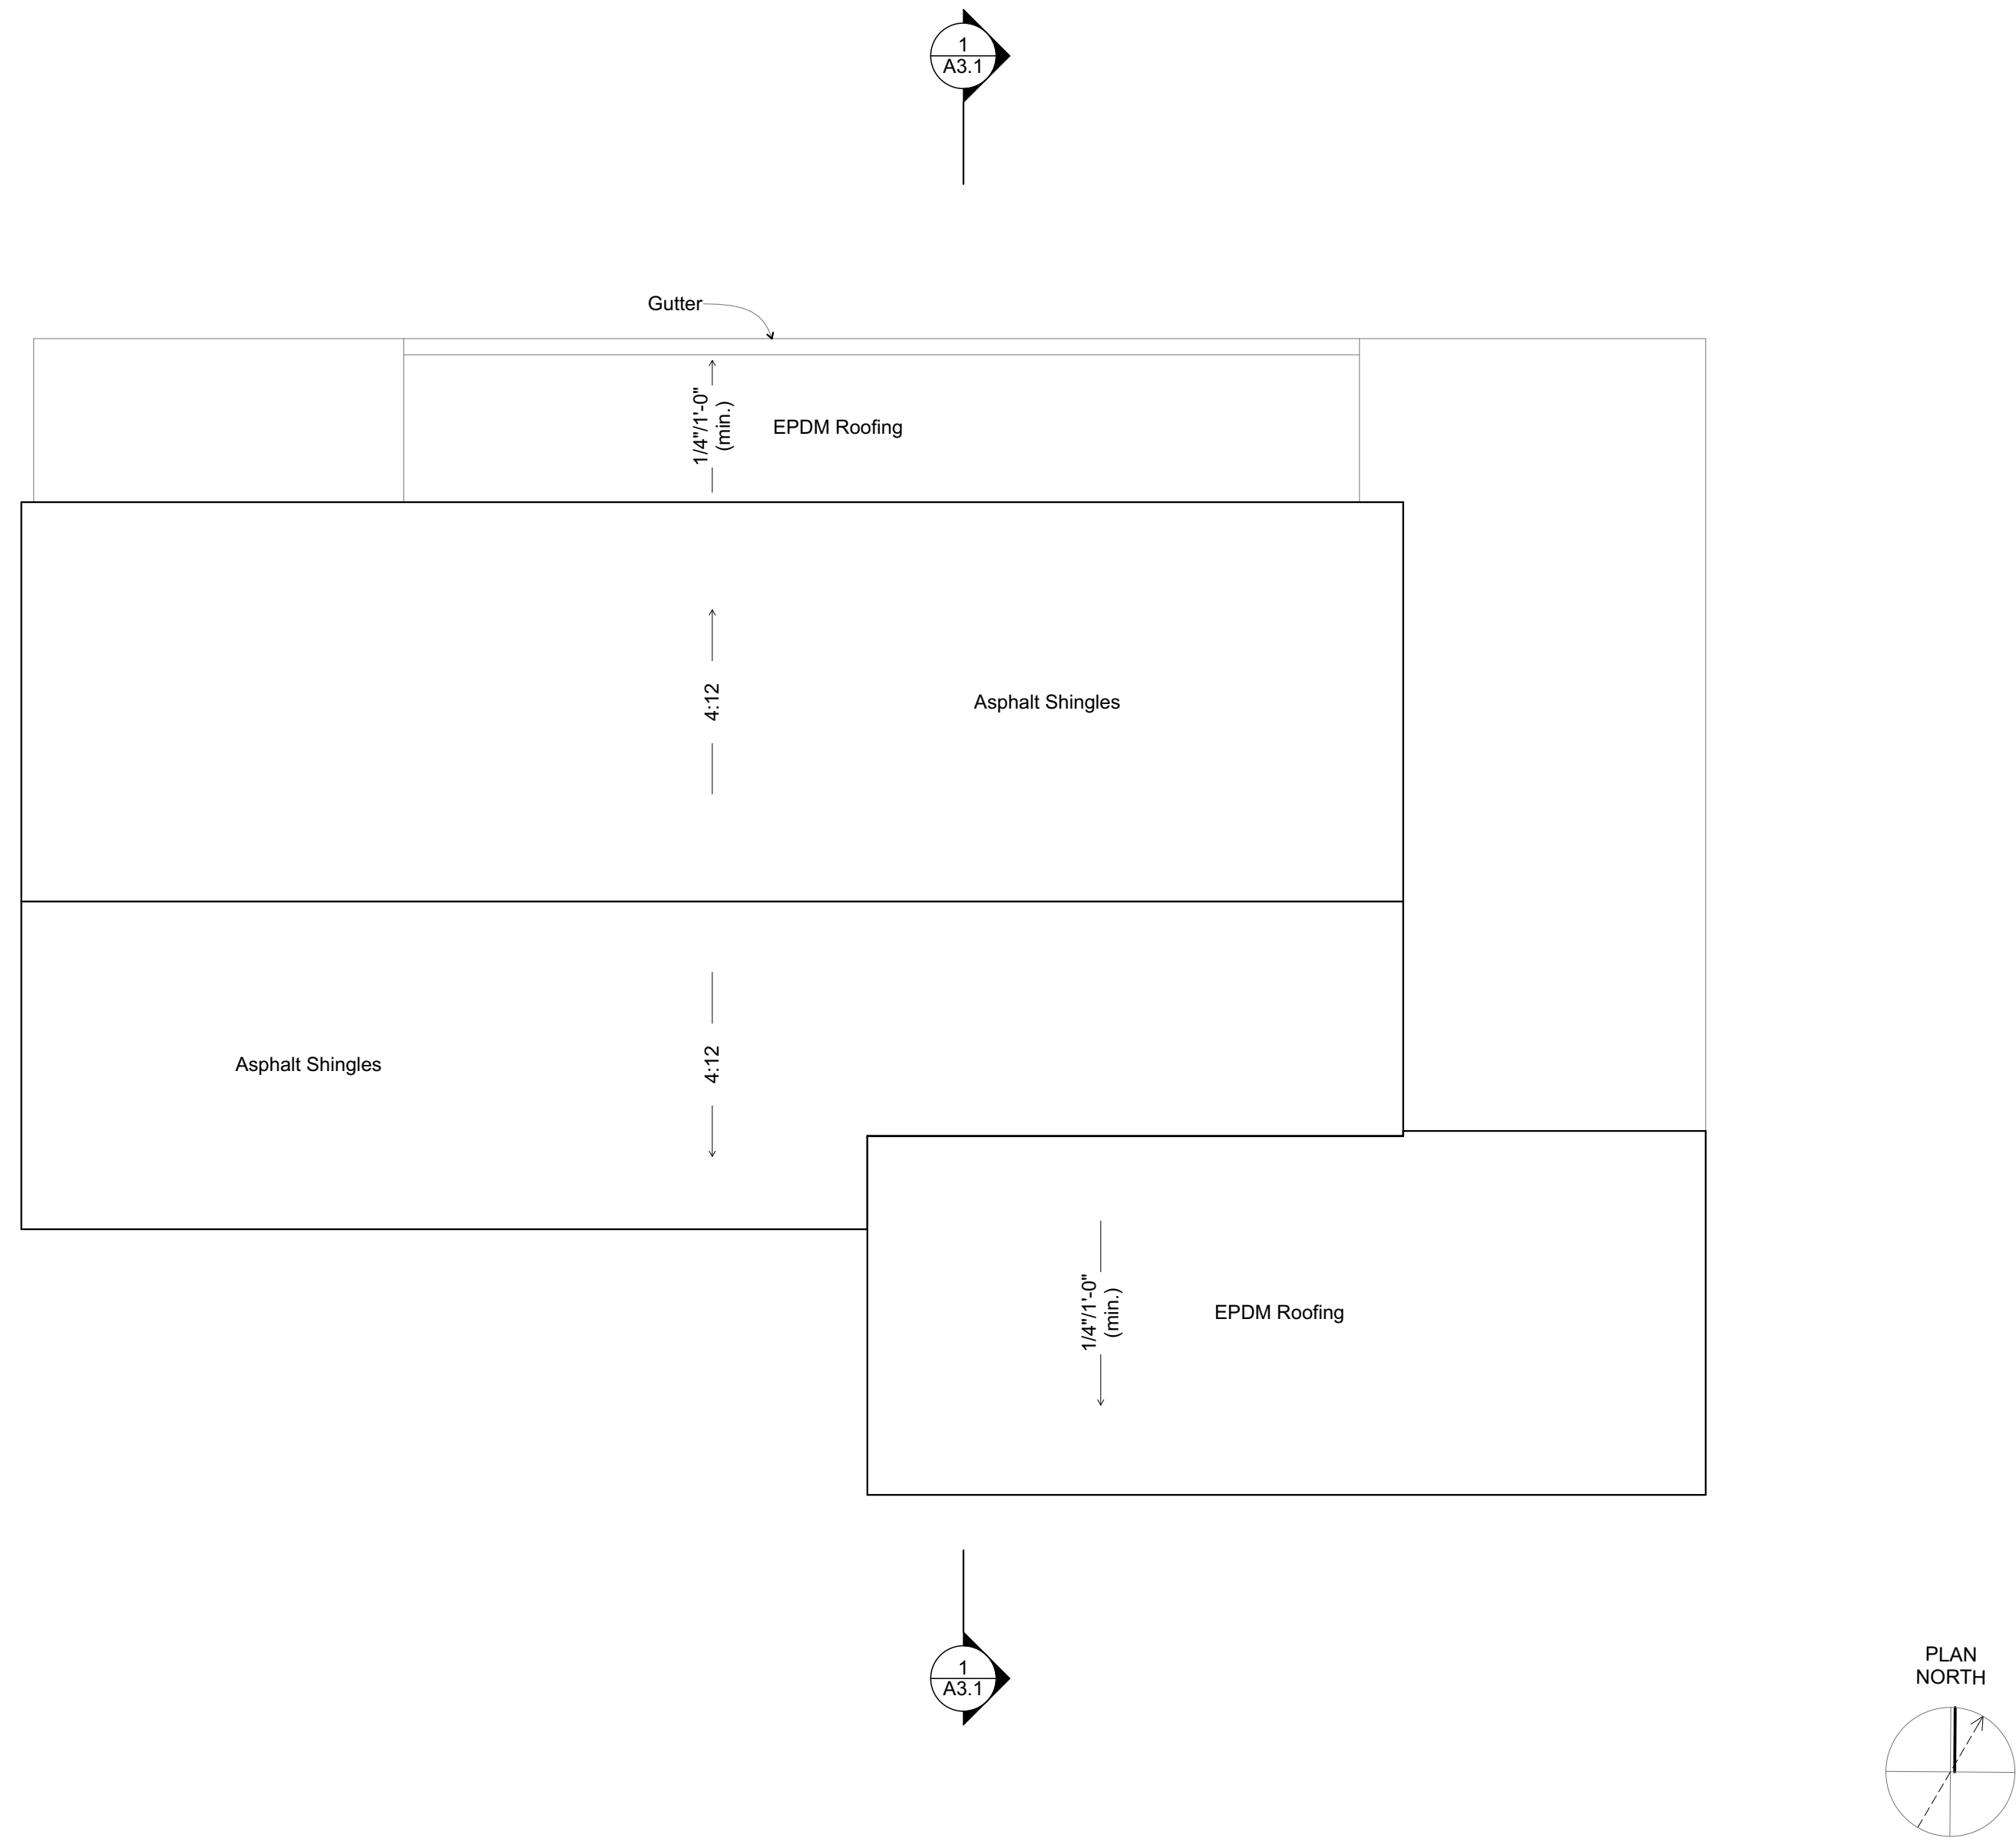 1
A3.1
Gutter
1/4"/1'-0"
(min.)
EPDM Roofing
4:12
Asphalt Shingles
Asphalt Shingles
4:12
1/4"/1'-0"
(min.)
EPDM Roofing
1
A3.1
PLAN
NORTH